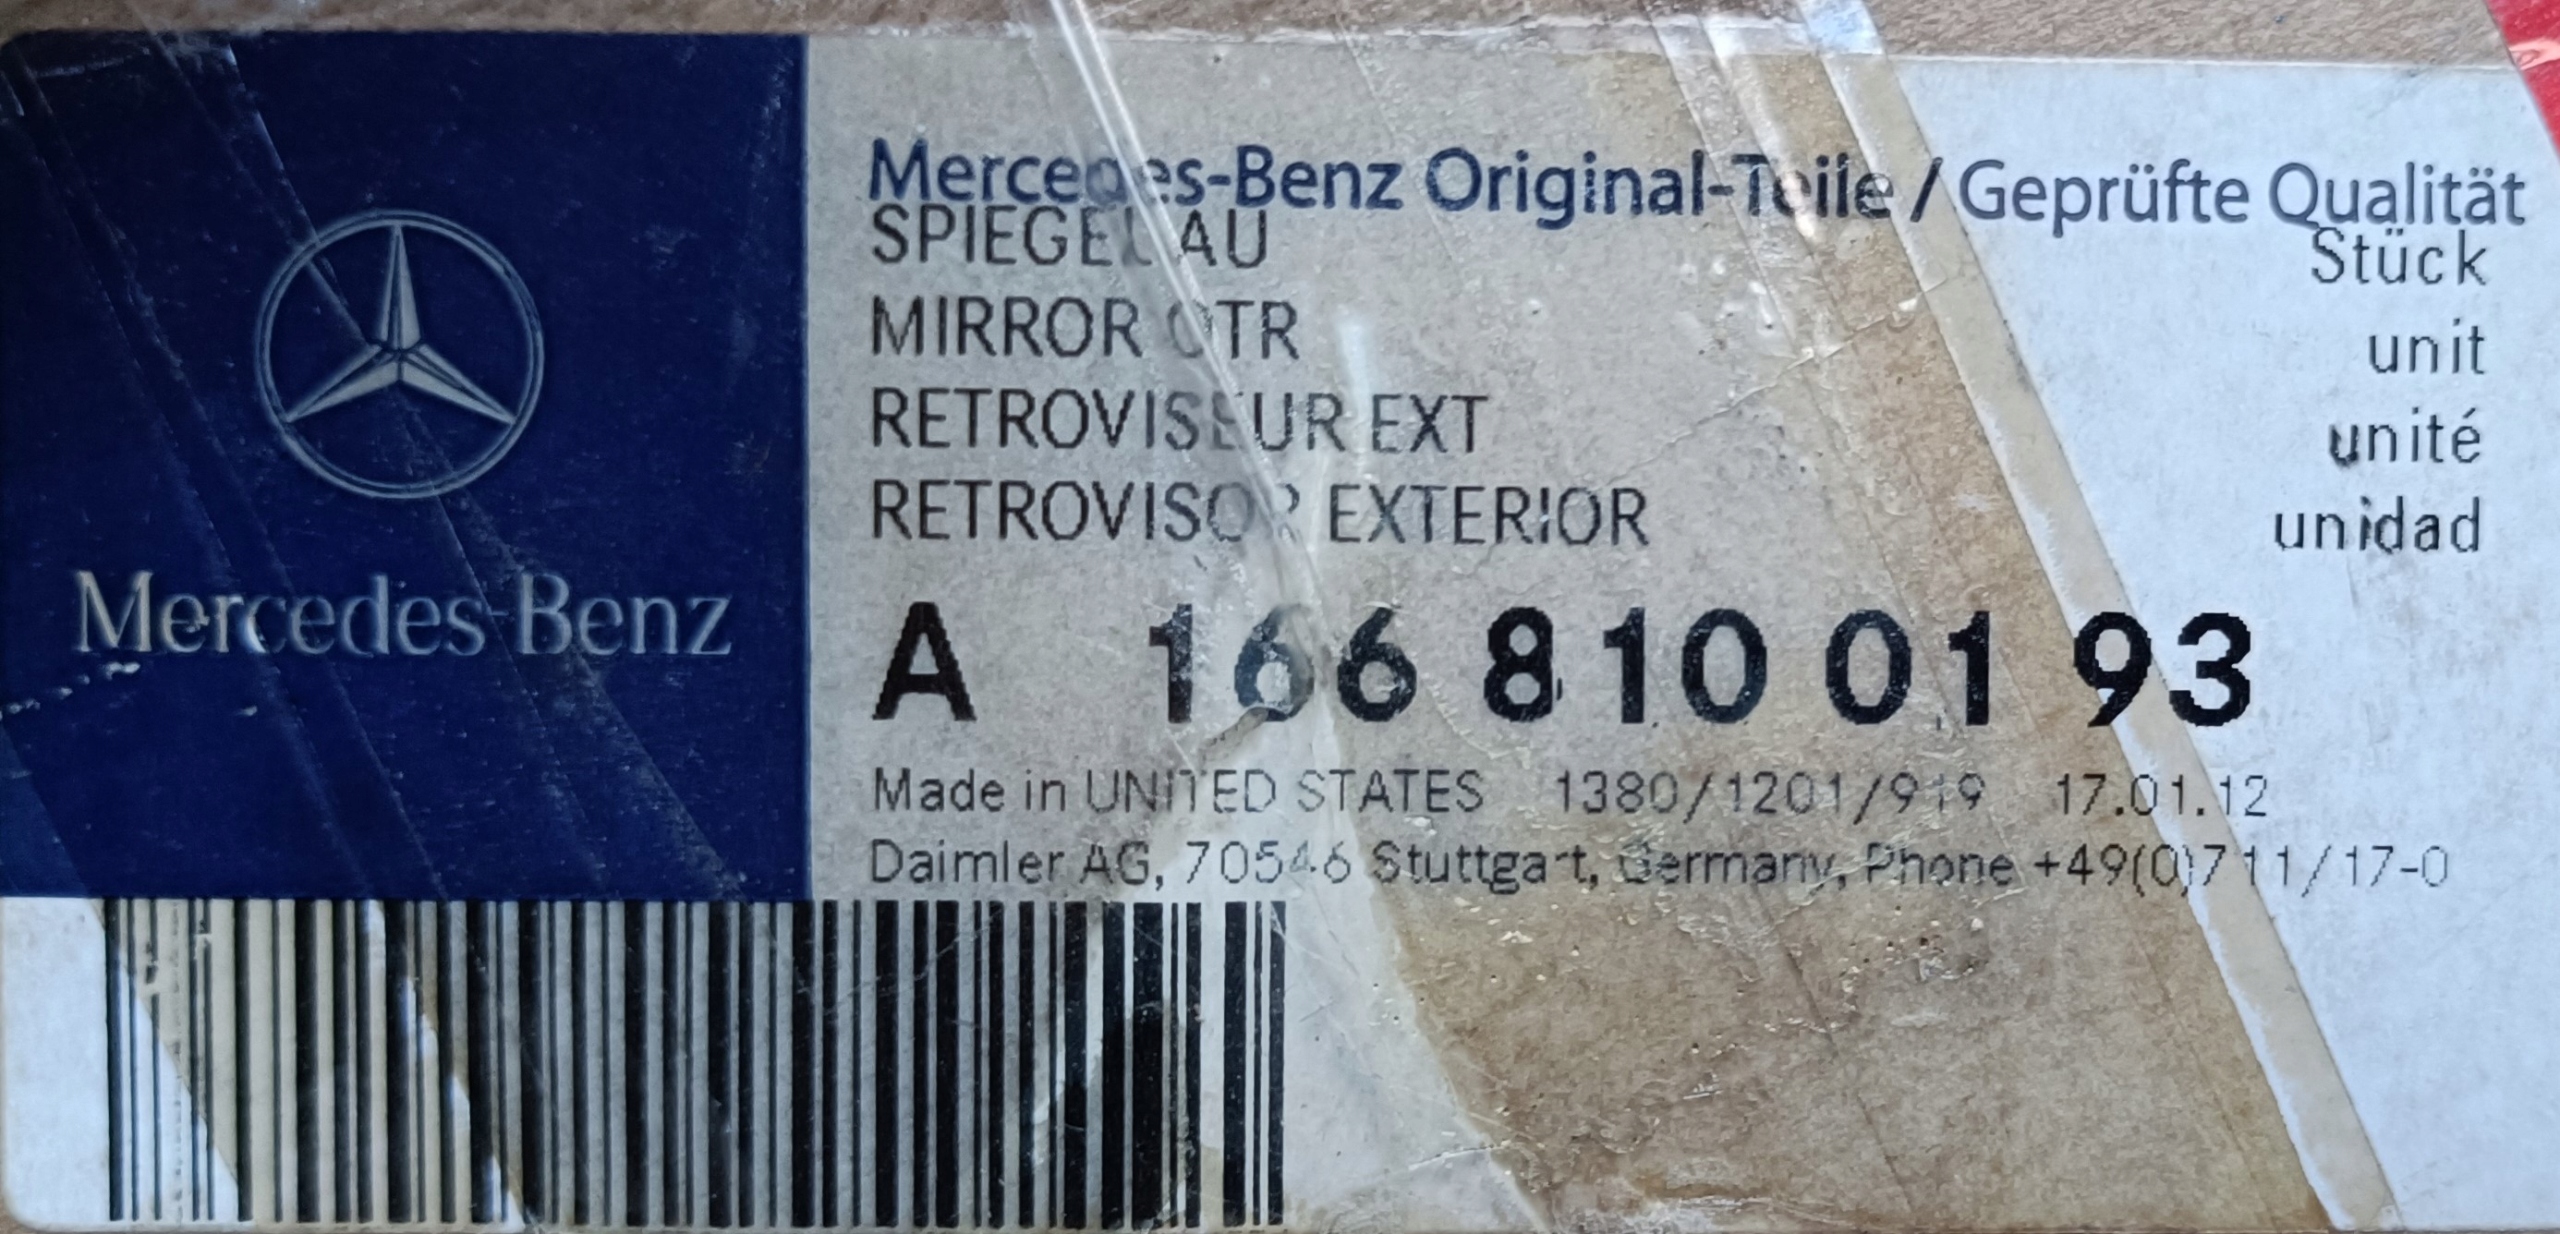 Mercedes-Benz
Mercedes-Benz Original-Teile / Geprüfte Qualität
SPIEGEL AU Stück
MIRROR OTR unit
RETROVISEUR EXT unité
RETROVISOR EXTERIOR unidad
A 166 810 01 93
Made in UNITED STATES 1380/1201/919 17.01.12
Daimler AG, 70546 Stuttgart, Germany, Phone +49(0)711/17-0